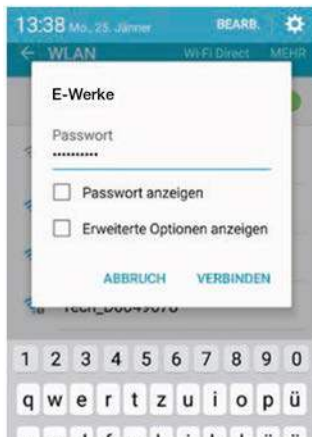 13:38 Mo., 25. Jänner BEARB.
WLAN Wi-Fi Direct MEHR
E-Werke
Passwort
••••••••••
Passwort anzeigen
Erweiterte Optionen anzeigen
ABBRUCH VERBINDEN
1 2 3 4 5 6 7 8 9 0
q w e r t z u i o p ü